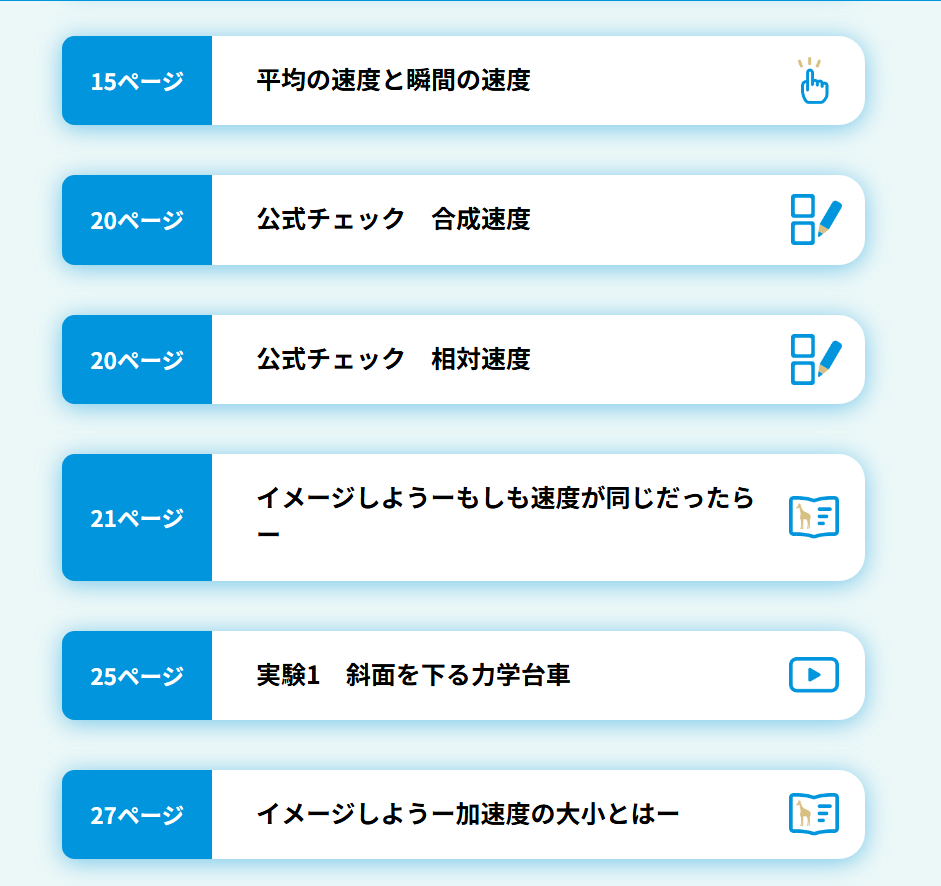 15ページ
平均の速度と瞬間の速度
20ページ
公式チェック　合成速度
20ページ
公式チェック　相対速度
21ページ
イメージしようーもしも速度が同じだったら
ー
25ページ
実験1　斜面を下る力学台車
27ページ
イメージしようー加速度の大小とはー